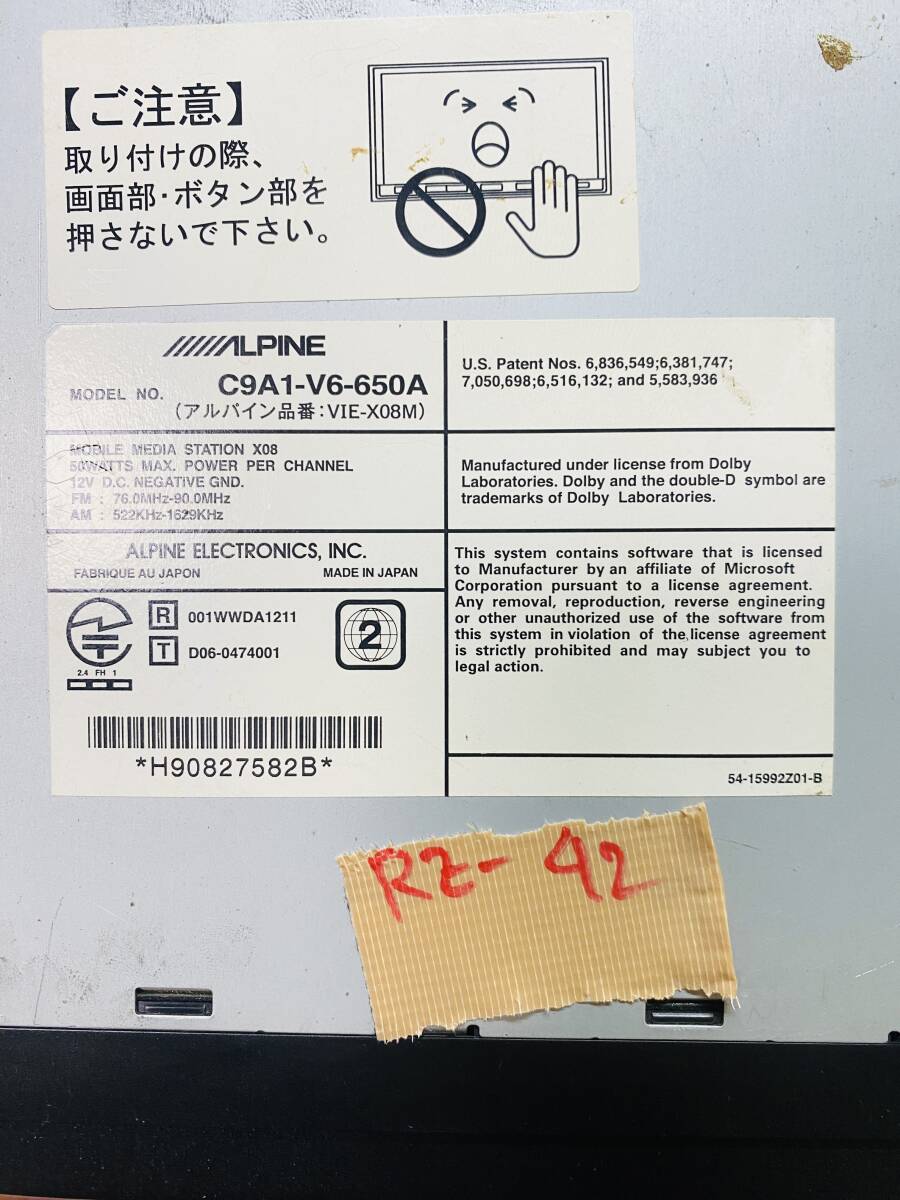 【ご注意】
取り付けの際、
画面部・ボタン部を
押さないで下さい。
ALPINE
MODEL NO. C9A1-V6-650A
(アルパイン品番:VIE-X08M)
MOBILE MEDIA STATION X08
50WATTS MAX. POWER PER CHANNEL
12V D.C. NEGATIVE GND.
FM : 76.0MHz-90.0MHz
AM : 522KHz-1629KHz
ALPINE ELECTRONICS, INC.
FABRIQUE AU JAPON MADE IN JAPAN
R 001WWDA1211
T D06-0474001
2.4 FH 1
2
*H90827582B*
U.S. Patent Nos. 6,836,549;6,381,747;
7,050,698;6,516,132; and 5,583,936
Manufactured under license from Dolby
Laboratories. Dolby and the double-D symbol are
trademarks of Dolby Laboratories.
This system contains software that is licensed
to Manufacturer by an affiliate of Microsoft
Corporation pursuant to a license agreement.
Any removal, reproduction, reverse engineering
or other unauthorized use of the software from
this system in violation of the license agreement
is strictly prohibited and may subject you to
legal action.
54-15992Z01-B
RZ-42